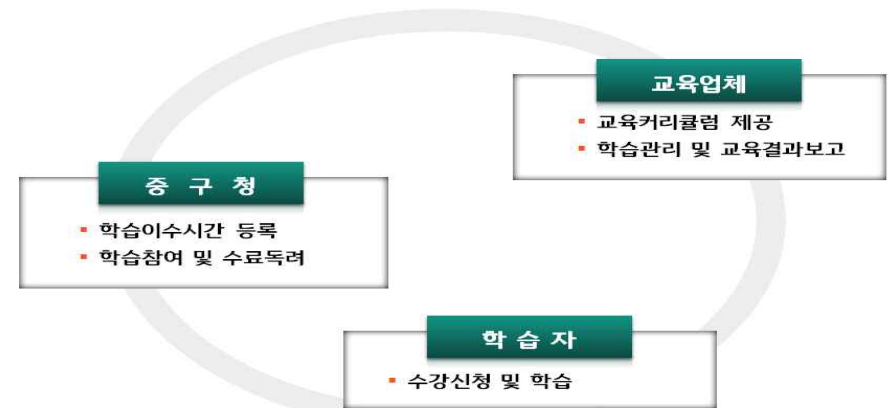 교육업체
▪ 교육커리큘럼 제공
▪ 학습관리 및 교육결과보고
중 구 청
▪ 학습이수시간 등록
▪ 학습참여 및 수료독려
학 습 자
▪ 수강신청 및 학습